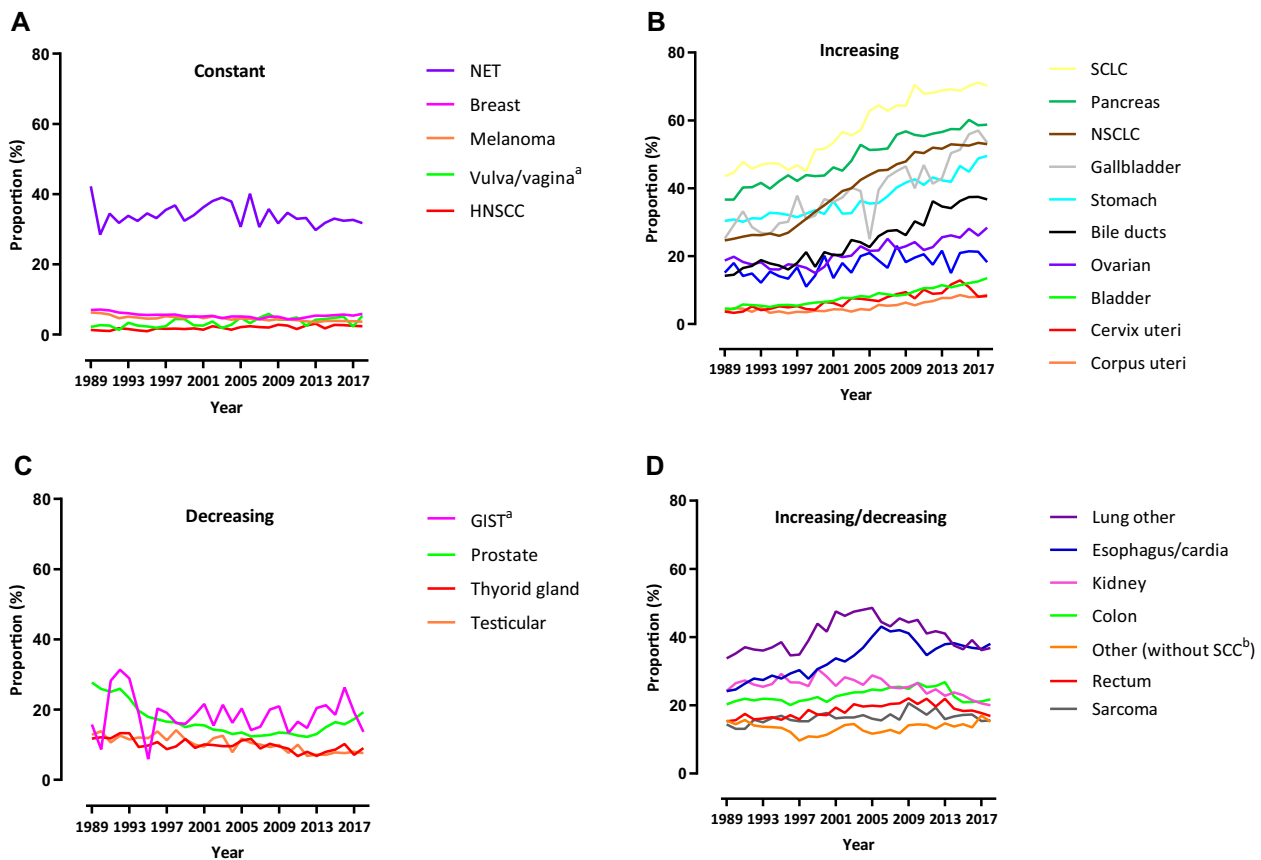 A
Constant
Proportion (%)
80
60
40
20
0
1989 1993 1997 2001 2005 2009 2013 2017
Year
NET
Breast
Melanoma
Vulva/vaginaᵃ
HNSCC
B
Increasing
Proportion (%)
80
60
40
20
0
1989 1993 1997 2001 2005 2009 2013 2017
Year
SCLC
Pancreas
NSCLC
Gallbladder
Stomach
Bile ducts
Ovarian
Bladder
Cervix uteri
Corpus uteri
C
Decreasing
Proportion (%)
80
60
40
20
0
1989 1993 1997 2001 2005 2009 2013 2017
Year
GISTᵃ
Prostate
Thyorid gland
Testicular
D
Increasing/decreasing
Proportion (%)
80
60
40
20
0
1989 1993 1997 2001 2005 2009 2013 2017
Year
Lung other
Esophagus/cardia
Kidney
Colon
Other (without SCCᵇ)
Rectum
Sarcoma